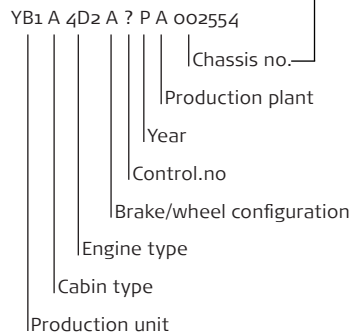 YB1 A 4D2 A ? P A 002554
Chassis no.
Production plant
Year
Control.no
Brake/wheel configuration
Engine type
Cabin type
Production unit